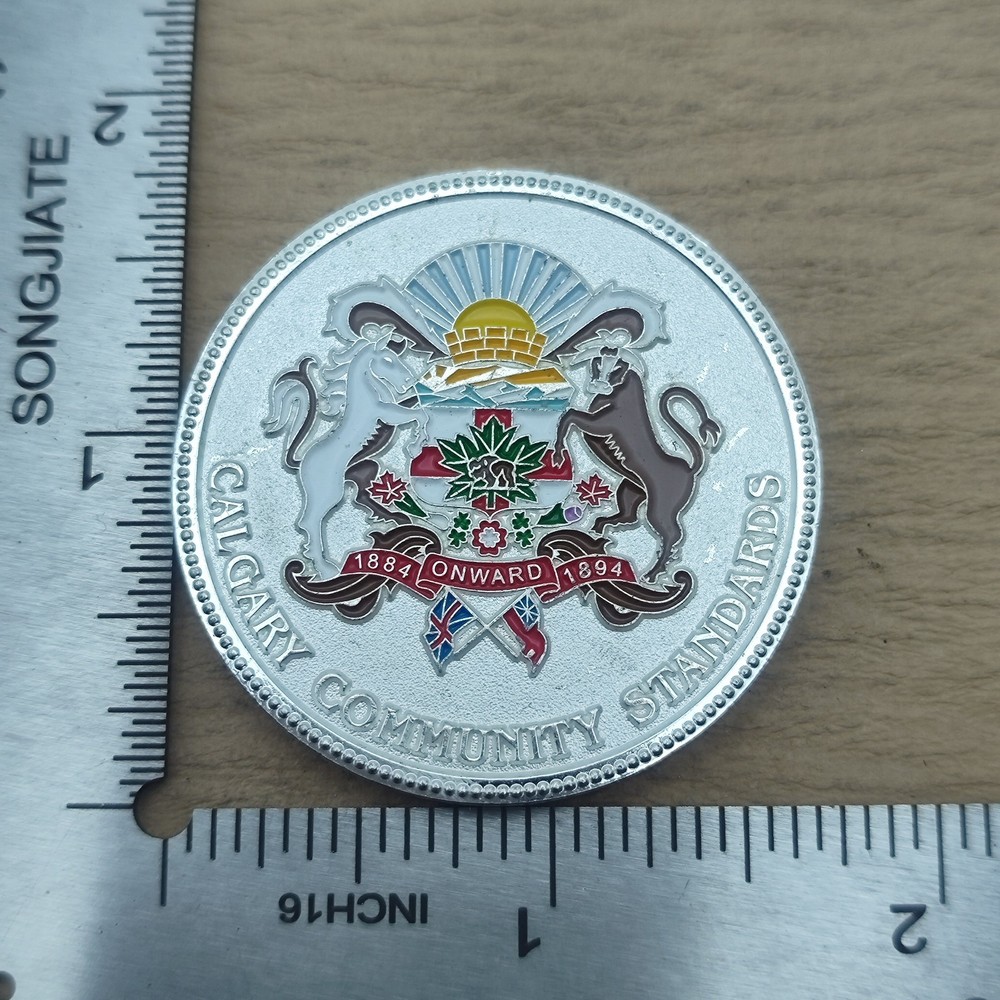 SONGJIATE
2
1
1884 ONWARD 1894
CALGARY COMMUNITY STANDARDS
INCH16
1
2